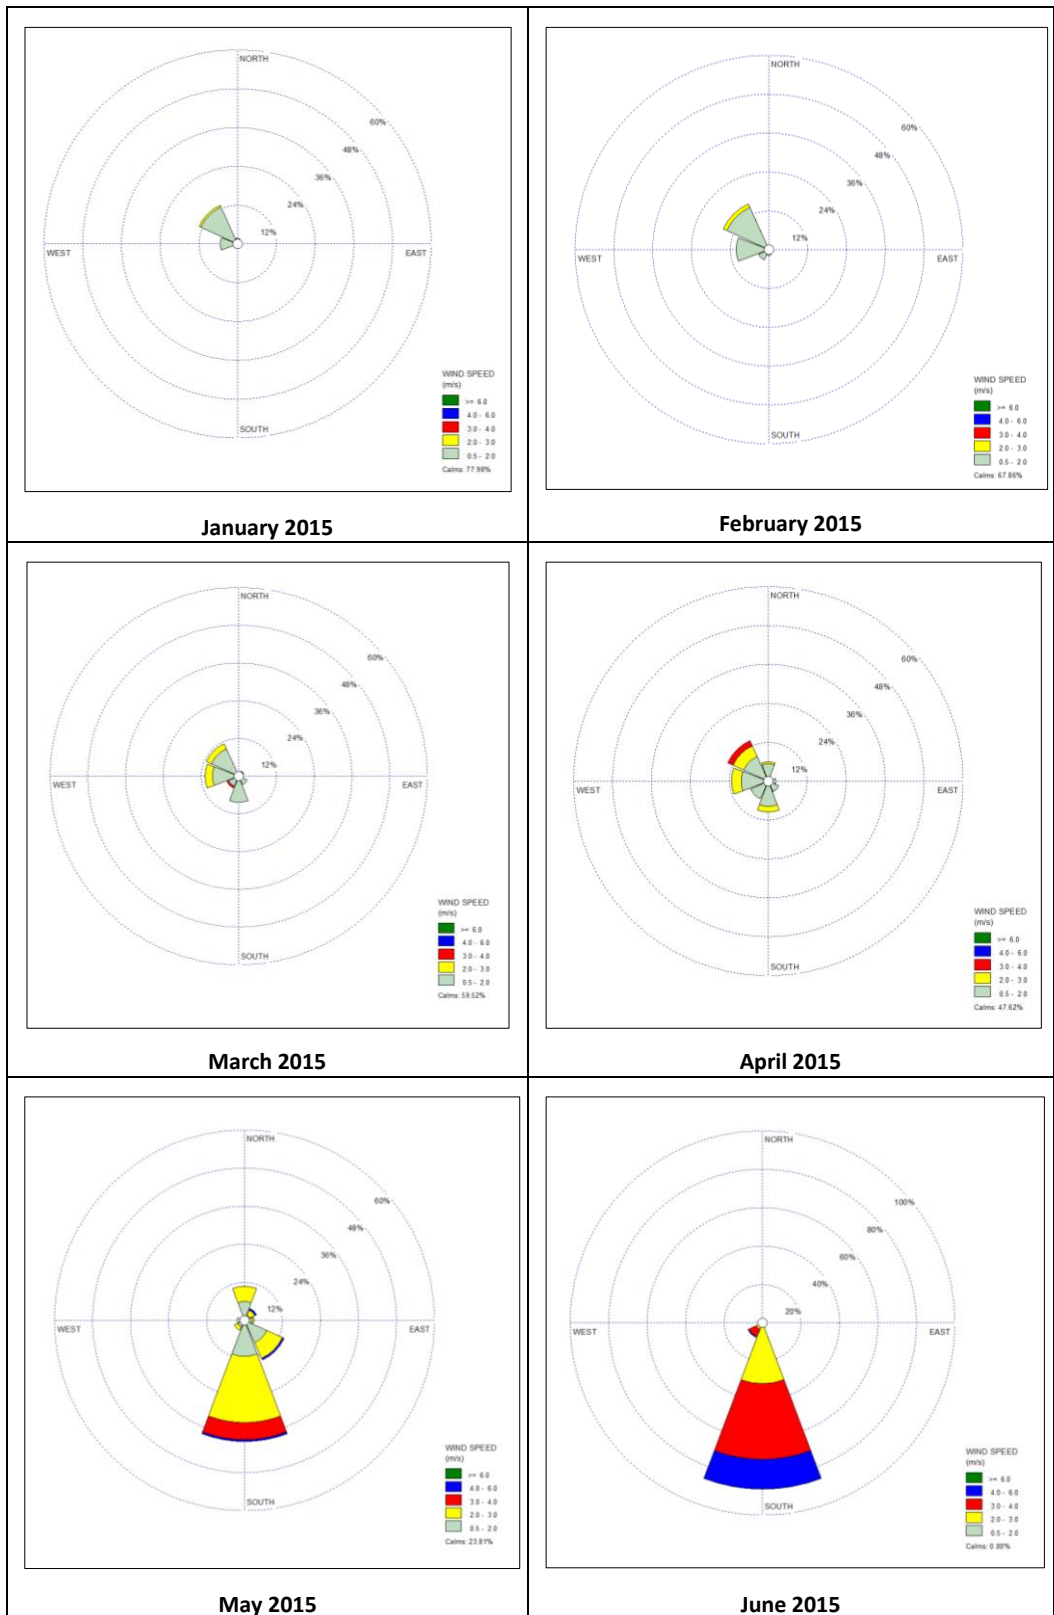 NORTH
60%
48%
36%
24%
12%
WEST
EAST
SOUTH
WIND SPEED
(m/s)
>= 6.0
4.0 - 6.0
3.0 - 4.0
2.0 - 3.0
0.5 - 2.0
Calms: 77.98%
January 2015
NORTH
60%
48%
36%
24%
12%
WEST
EAST
SOUTH
WIND SPEED
(m/s)
>= 6.0
4.0 - 6.0
3.0 - 4.0
2.0 - 3.0
0.5 - 2.0
Calms: 67.86%
February 2015
NORTH
60%
48%
36%
24%
12%
WEST
EAST
SOUTH
WIND SPEED
(m/s)
>= 6.0
4.0 - 6.0
3.0 - 4.0
2.0 - 3.0
0.5 - 2.0
Calms: 59.52%
March 2015
NORTH
60%
48%
36%
24%
12%
WEST
EAST
SOUTH
WIND SPEED
(m/s)
>= 6.0
4.0 - 6.0
3.0 - 4.0
2.0 - 3.0
0.5 - 2.0
Calms: 47.62%
April 2015
NORTH
60%
48%
36%
24%
12%
WEST
EAST
SOUTH
WIND SPEED
(m/s)
>= 6.0
4.0 - 6.0
3.0 - 4.0
2.0 - 3.0
0.5 - 2.0
Calms: 23.81%
May 2015
NORTH
100%
80%
60%
40%
20%
WEST
EAST
SOUTH
WIND SPEED
(m/s)
>= 6.0
4.0 - 6.0
3.0 - 4.0
2.0 - 3.0
0.5 - 2.0
Calms: 0.00%
June 2015